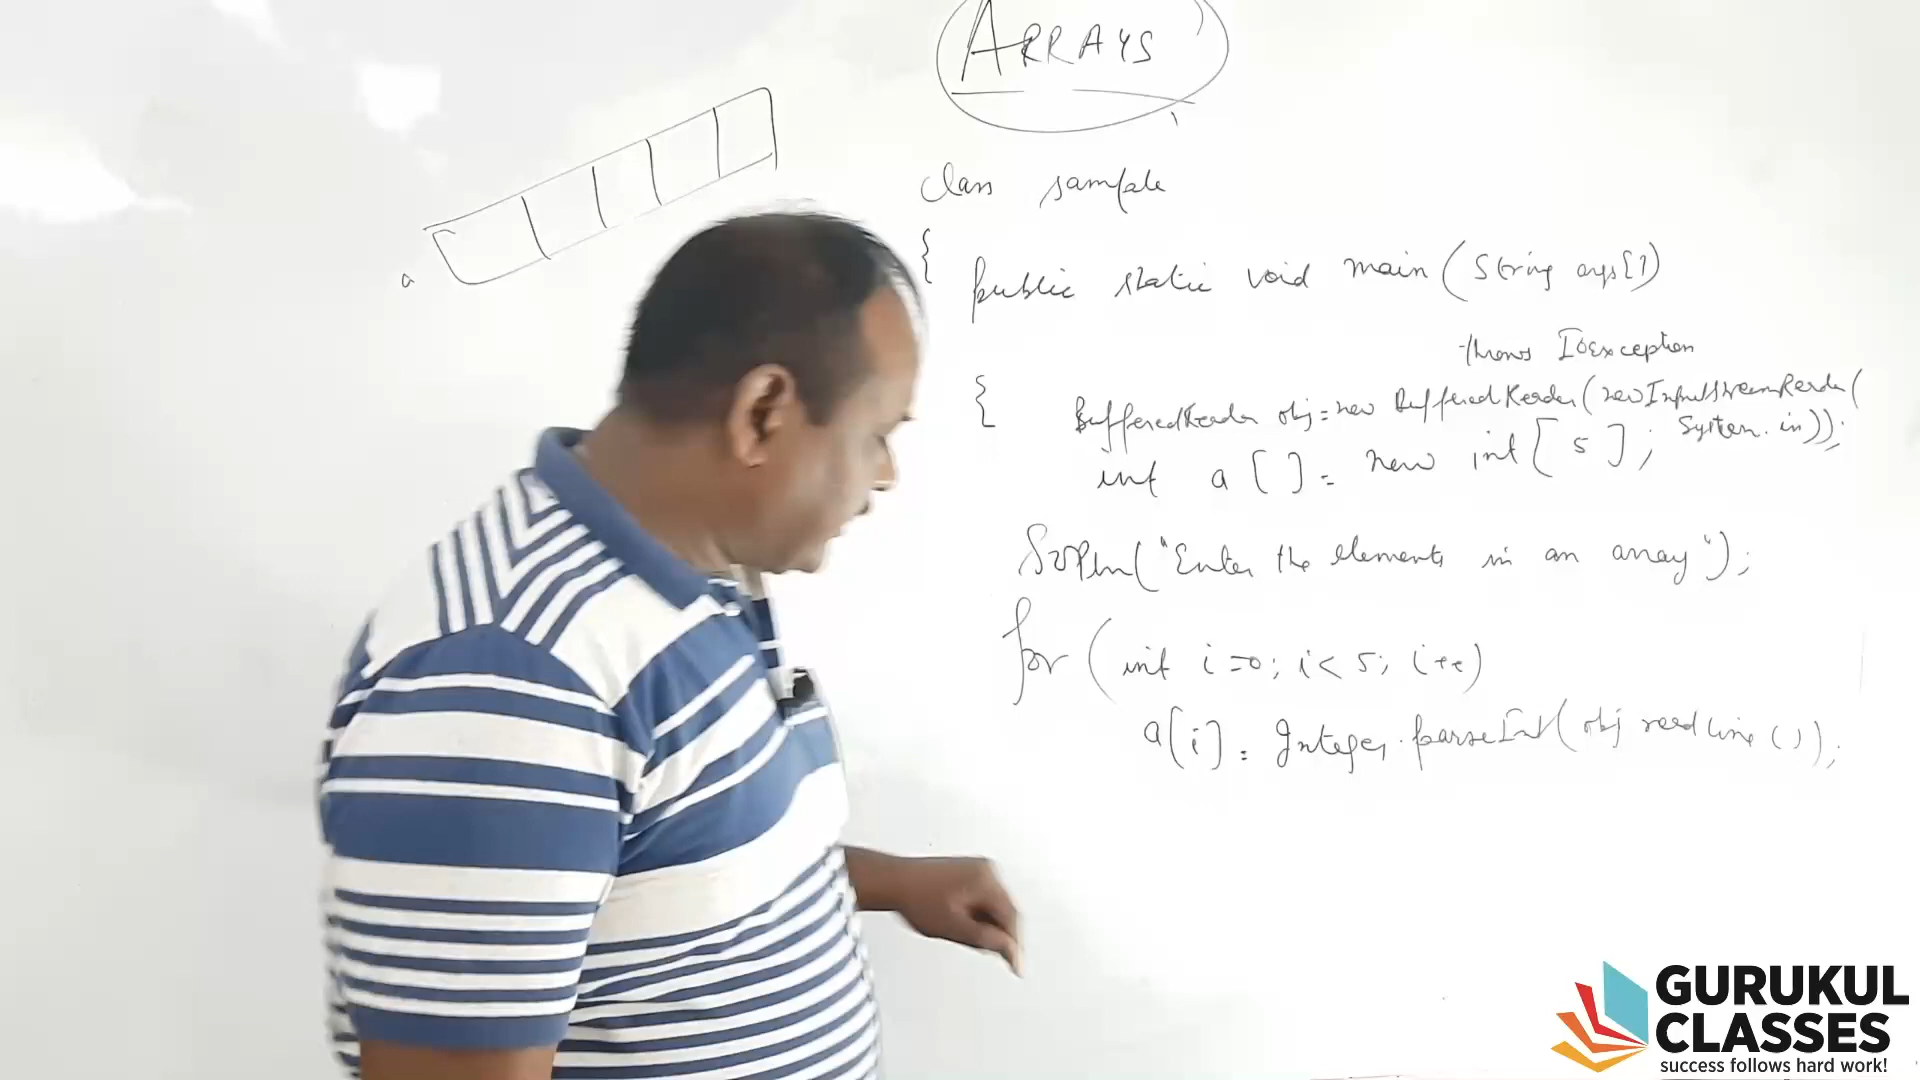 ARRAYS
a
class sample
{
public static void main(String args[])
throws IOException
{
BufferedReader obj=new BufferedReader(new InputStreamReader(
System.in));
int a[]= new int[5];
SOPln("Enter the elements in an array");
for(int i=0; i<5; i++)
a[i]= Integer.parseInt(obj readLine());
GURUKUL
CLASSES
success follows hard work!